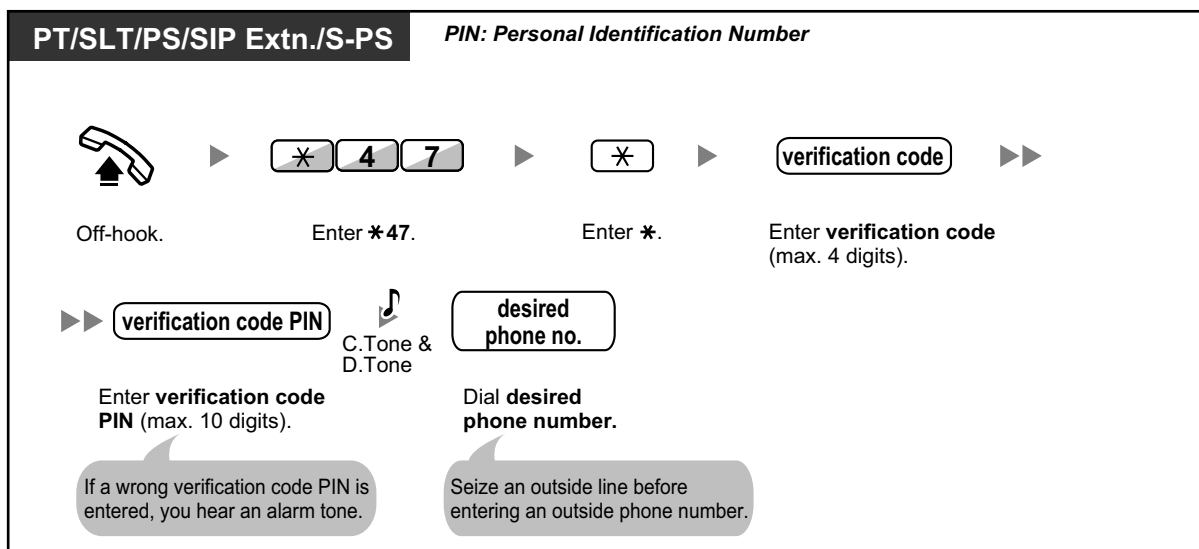 PT/SLT/PS/SIP Extn./S-PS
PIN: Personal Identification Number
* 4 7
*
verification code
Off-hook.
Enter *47.
Enter *.
Enter verification code
(max. 4 digits).
verification code PIN
C.Tone &
D.Tone
desired
phone no.
Enter verification code
PIN (max. 10 digits).
Dial desired
phone number.
If a wrong verification code PIN is
entered, you hear an alarm tone.
Seize an outside line before
entering an outside phone number.